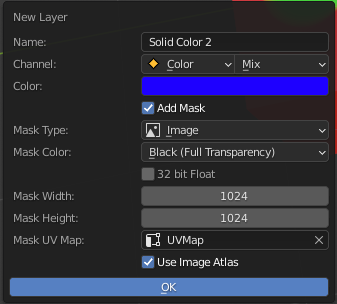 New Layer
Name: Solid Color 2
Channel: Color Mix
Color:
Add Mask
Mask Type: Image
Mask Color: Black (Full Transparency)
32 bit Float
Mask Width: 1024
Mask Height: 1024
Mask UV Map: UVMap
Use Image Atlas
OK